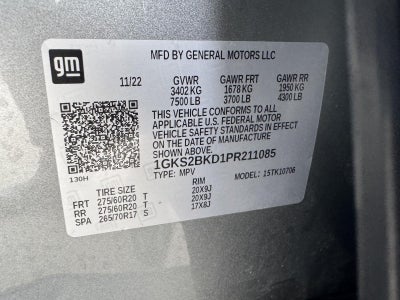 gm
MFD BY GENERAL MOTORS LLC
11/22 GVWR GAWR FRT GAWR RR
3402 KG 1678 KG 1950 KG
7500 LB 3700 LB 4300 LB
THIS VEHICLE CONFORMS TO ALL
APPLICABLE U.S. FEDERAL MOTOR
VEHICLE SAFETY STANDARDS IN EFFECT
ON THE DATE OF MANUFACTURE SHOWN ABOVE.
1GKS2BKD1PR211085
130H TYPE: MPV MODEL: 15TK10706
TIRE SIZE RIM
FRT 275/60R20 T 20X9J
RR 275/60R20 T 20X9J
SPA 265/70R17 S 17X8J